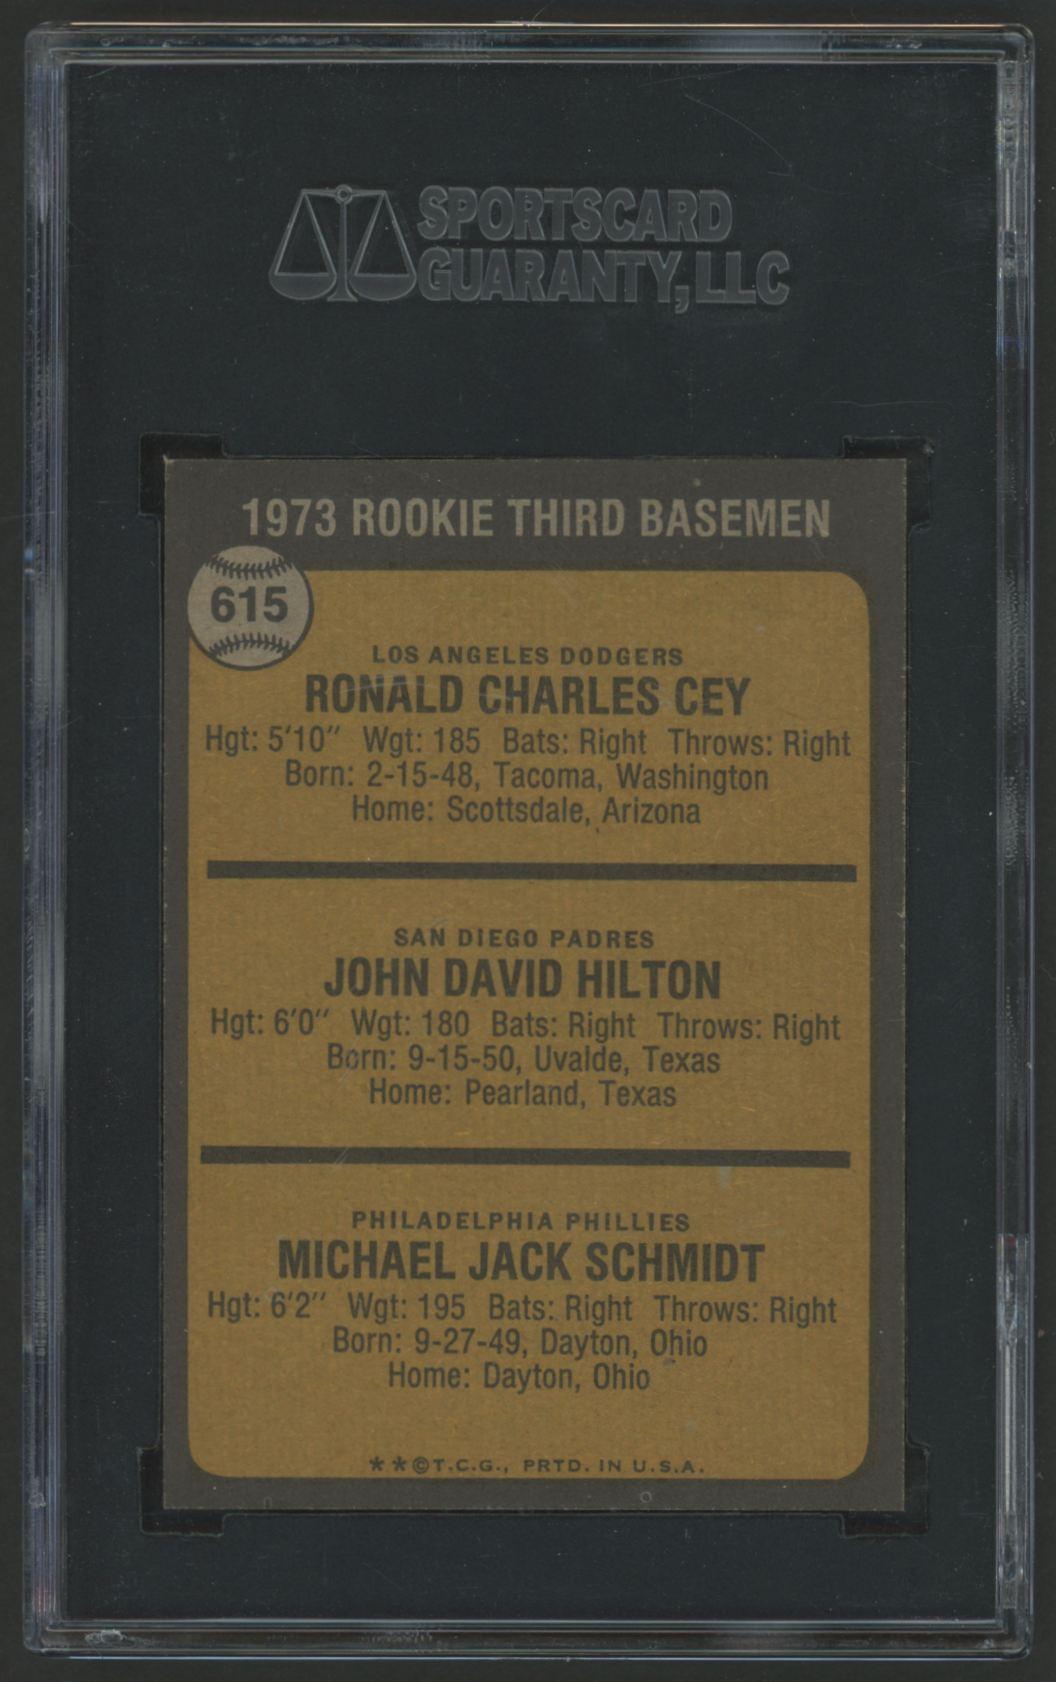 SPORTSCARD
GUARANTY, LLC
1973 ROOKIE THIRD BASEMEN
615
LOS ANGELES DODGERS
RONALD CHARLES CEY
Hgt: 5'10" Wgt: 185 Bats: Right Throws: Right
Born: 2-15-48, Tacoma, Washington
Home: Scottsdale, Arizona
SAN DIEGO PADRES
JOHN DAVID HILTON
Hgt: 6'0" Wgt: 180 Bats: Right Throws: Right
Born: 9-15-50, Uvalde, Texas
Home: Pearland, Texas
PHILADELPHIA PHILLIES
MICHAEL JACK SCHMIDT
Hgt: 6'2" Wgt: 195 Bats: Right Throws: Right
Born: 9-27-49, Dayton, Ohio
Home: Dayton, Ohio
**©T.C.G., PRTD. IN U.S.A.